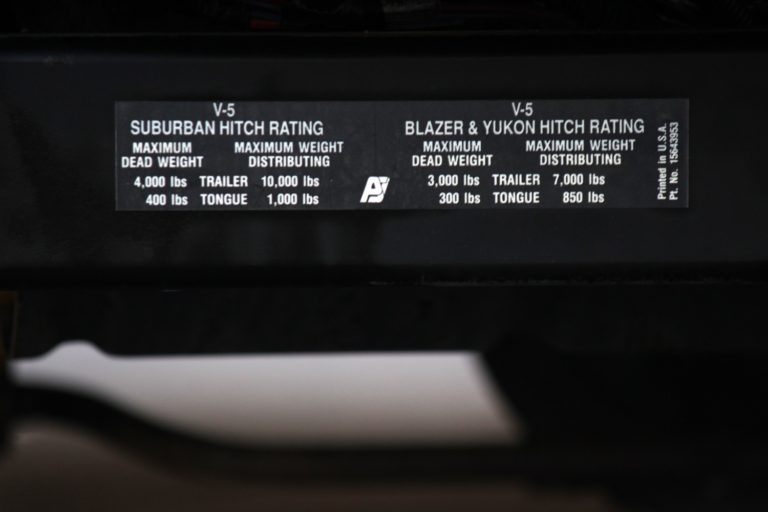 V-5
SUBURBAN HITCH RATING
MAXIMUM DEAD WEIGHT
MAXIMUM WEIGHT DISTRIBUTING
4,000 lbs TRAILER 10,000 lbs
400 lbs TONGUE 1,000 lbs
V-5
BLAZER & YUKON HITCH RATING
MAXIMUM DEAD WEIGHT
MAXIMUM WEIGHT DISTRIBUTING
3,000 lbs TRAILER 7,000 lbs
300 lbs TONGUE 850 lbs
Printed in U.S.A.
Pt. No. 15643953